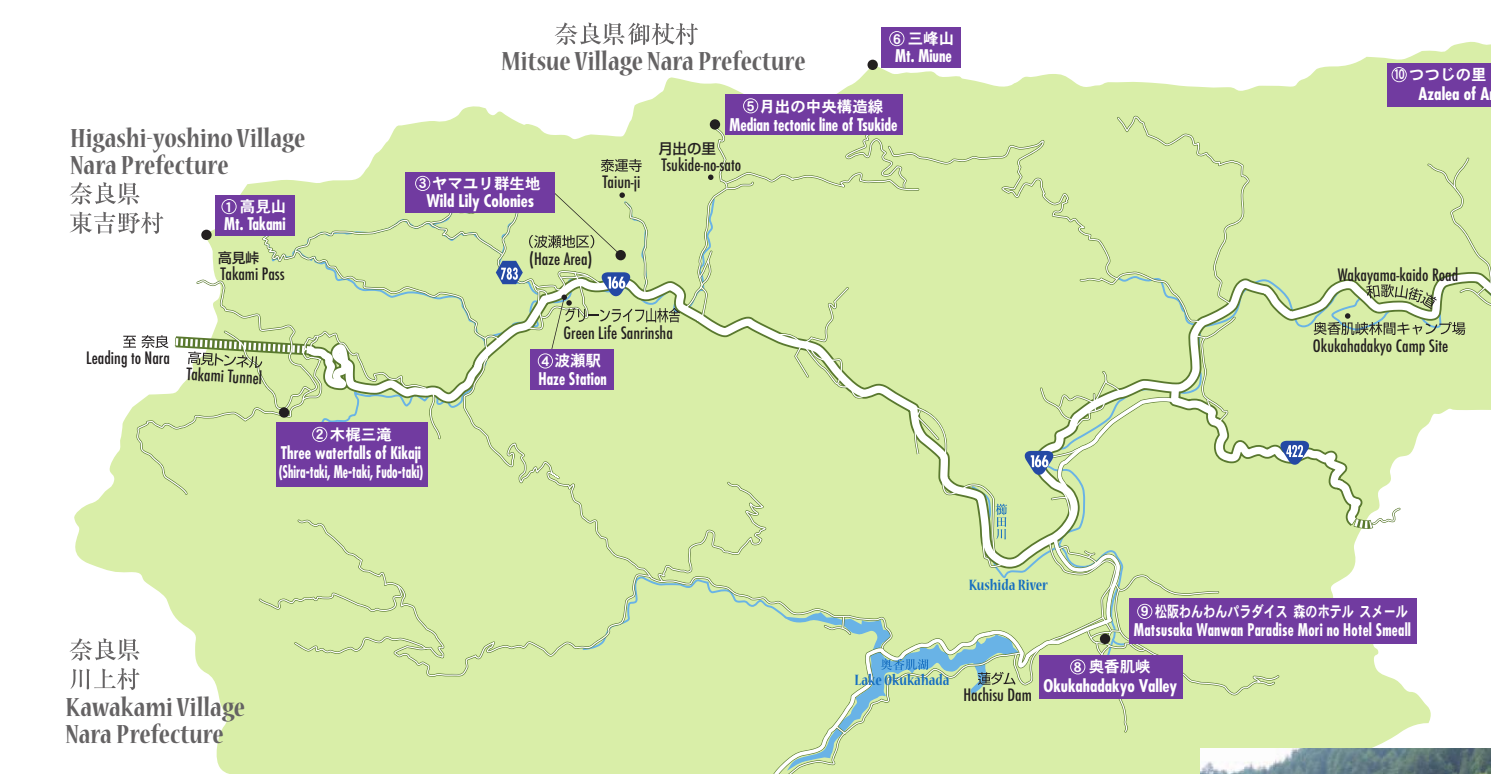 奈良県御杖村
Mitsue Village Nara Prefecture
⑥三峰山
Mt. Miune
⑩つつじの里
Azalea of
⑤月出の中央構造線
Median tectonic line of Tsukide
Higashi-yoshino Village
Nara Prefecture
奈良県
東吉野村
月出の里
Tsukide-no-sato
泰運寺
Taiun-ji
③ヤマユリ群生地
Wild Lily Colonies
①高見山
Mt. Takami
高見峠
Takami Pass
(波瀬地区)
(Haze Area)
783
166
グリーンライフ山林舎
Green Life Sanrinsha
④波瀬駅
Haze Station
Wakayama-kaido Road
和歌山街道
奥香肌峡林間キャンプ場
Okukahadakyo Camp Site
至 奈良
Leading to Nara
高見トンネル
Takami Tunnel
②木梶三滝
Three waterfalls of Kikaji
(Shira-taki, Me-taki, Fudo-taki)
166
422
櫛田川
Kushida River
⑨松阪わんわんパラダイス 森のホテル スメール
Matsusaka Wanwan Paradise Mori no Hotel Smeall
⑧奥香肌峡
Okukahadakyo Valley
奥香肌湖
Lake Okukahada
蓮ダム
Hachisu Dam
奈良県
川上村
Kawakami Village
Nara Prefecture